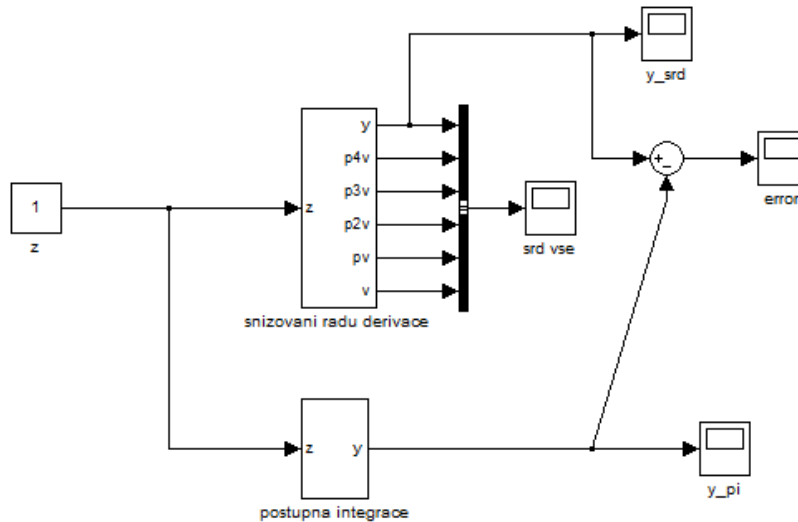 y_srd
error
1
z
z
y
p4v
p3v
p2v
pv
v
snizovani radu derivace
srd vse
z
y
postupna integrace
y_pi